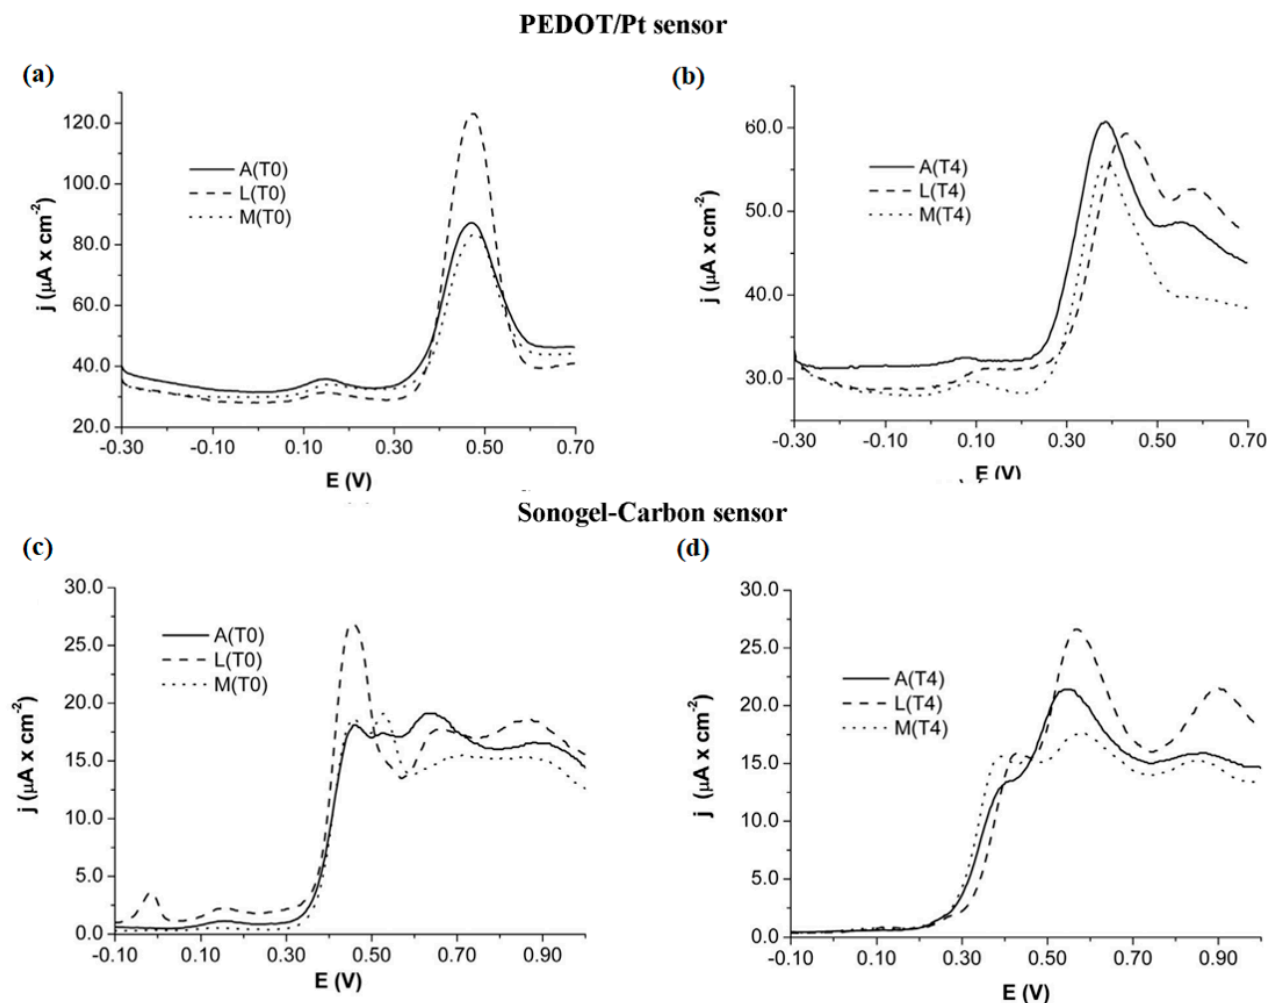 PEDOT/Pt sensor
(a)
120.0
100.0
80.0
60.0
40.0
20.0
j (µA x cm-2)
A(T0)
L(T0)
M(T0)
-0.30 -0.10 0.10 0.30 0.50 0.70
E (V)
(b)
60.0
50.0
40.0
30.0
j (µA x cm-2)
A(T4)
L(T4)
M(T4)
-0.30 -0.10 0.10 0.30 0.50 0.70
E (V)
Sonogel-Carbon sensor
(c)
30.0
25.0
20.0
15.0
10.0
5.0
0.0
j (µA x cm-2)
A(T0)
L(T0)
M(T0)
-0.10 0.10 0.30 0.50 0.70 0.90
E (V)
(d)
30.0
25.0
20.0
15.0
10.0
5.0
0.0
j (µA x cm-2)
A(T4)
L(T4)
M(T4)
-0.10 0.10 0.30 0.50 0.70 0.90
E (V)